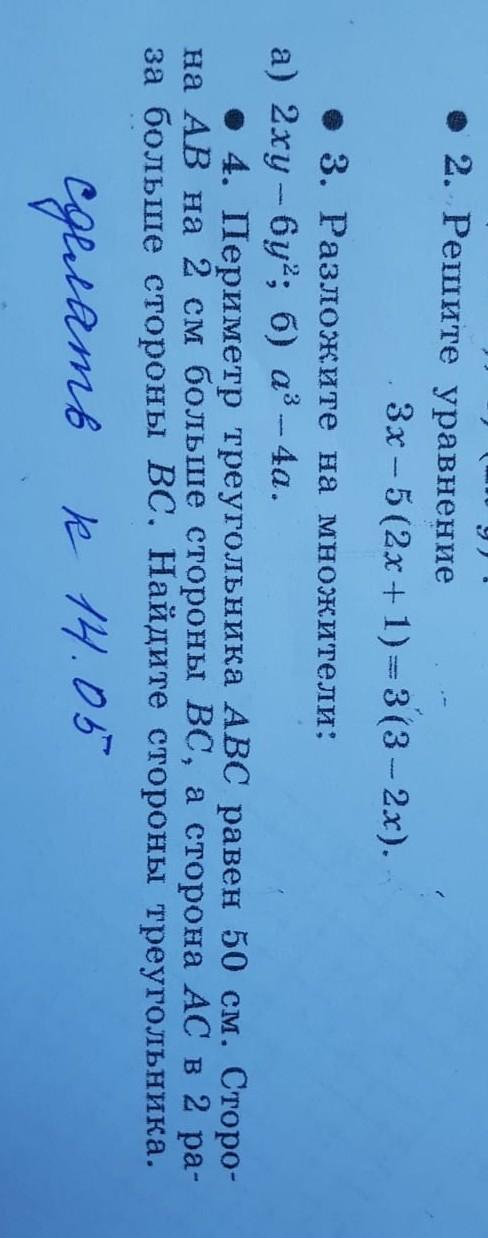 • 2. Решите уравнение
3x − 5(2x + 1) = 3(3 − 2x).
• 3. Разложите на множители:
а) 2xy − 6y²; б) a³ − 4a.
• 4. Периметр треугольника ABC равен 50 см. Сторо-
на AB на 2 см больше стороны BC, а сторона AC в 2 ра-
за больше стороны BC. Найдите стороны треугольника.
сделать к 14.05